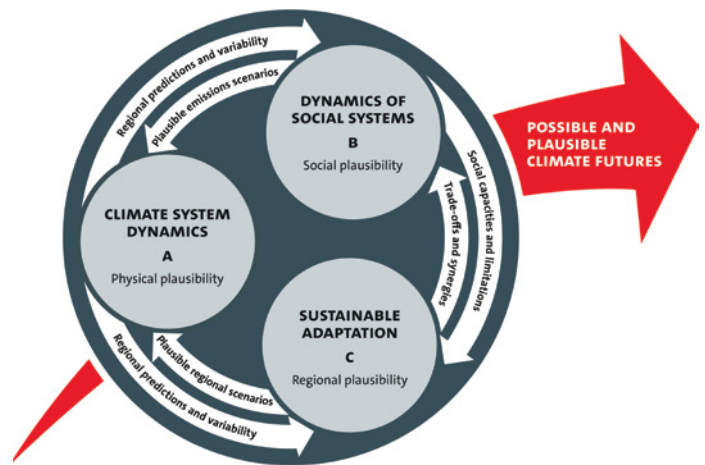 Regional predictions and variability
Plausible emissions scenarios
DYNAMICS OF
SOCIAL SYSTEMS
B
Social plausibility
POSSIBLE AND
PLAUSIBLE
CLIMATE FUTURES
CLIMATE SYSTEM
DYNAMICS
A
Physical plausibility
Social capacities and limitations
Trade-offs and synergies
SUSTAINABLE
ADAPTATION
C
Regional plausibility
Plausible regional scenarios
Regional predictions and variability